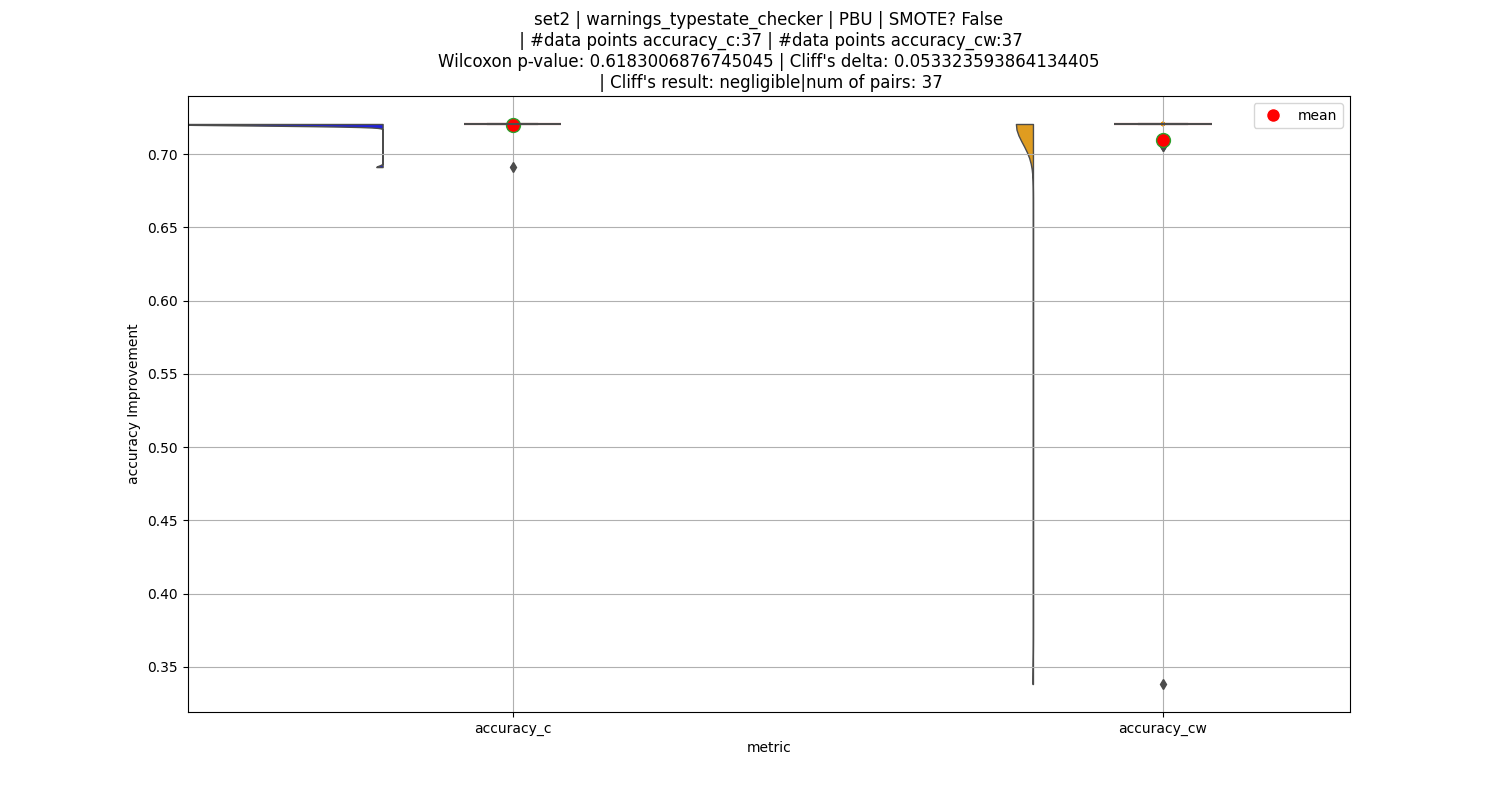 set2 | warnings_typestate_checker | PBU | SMOTE? False
| #data points accuracy_c:37 | #data points accuracy_cw:37
Wilcoxon p-value: 0.6183006876745045 | Cliff's delta: 0.053323593864134405
| Cliff's result: negligible|num of pairs: 37
mean
0.70
0.65
0.60
0.55
0.50
0.45
0.40
0.35
accuracy Improvement
accuracy_c
accuracy_cw
metric